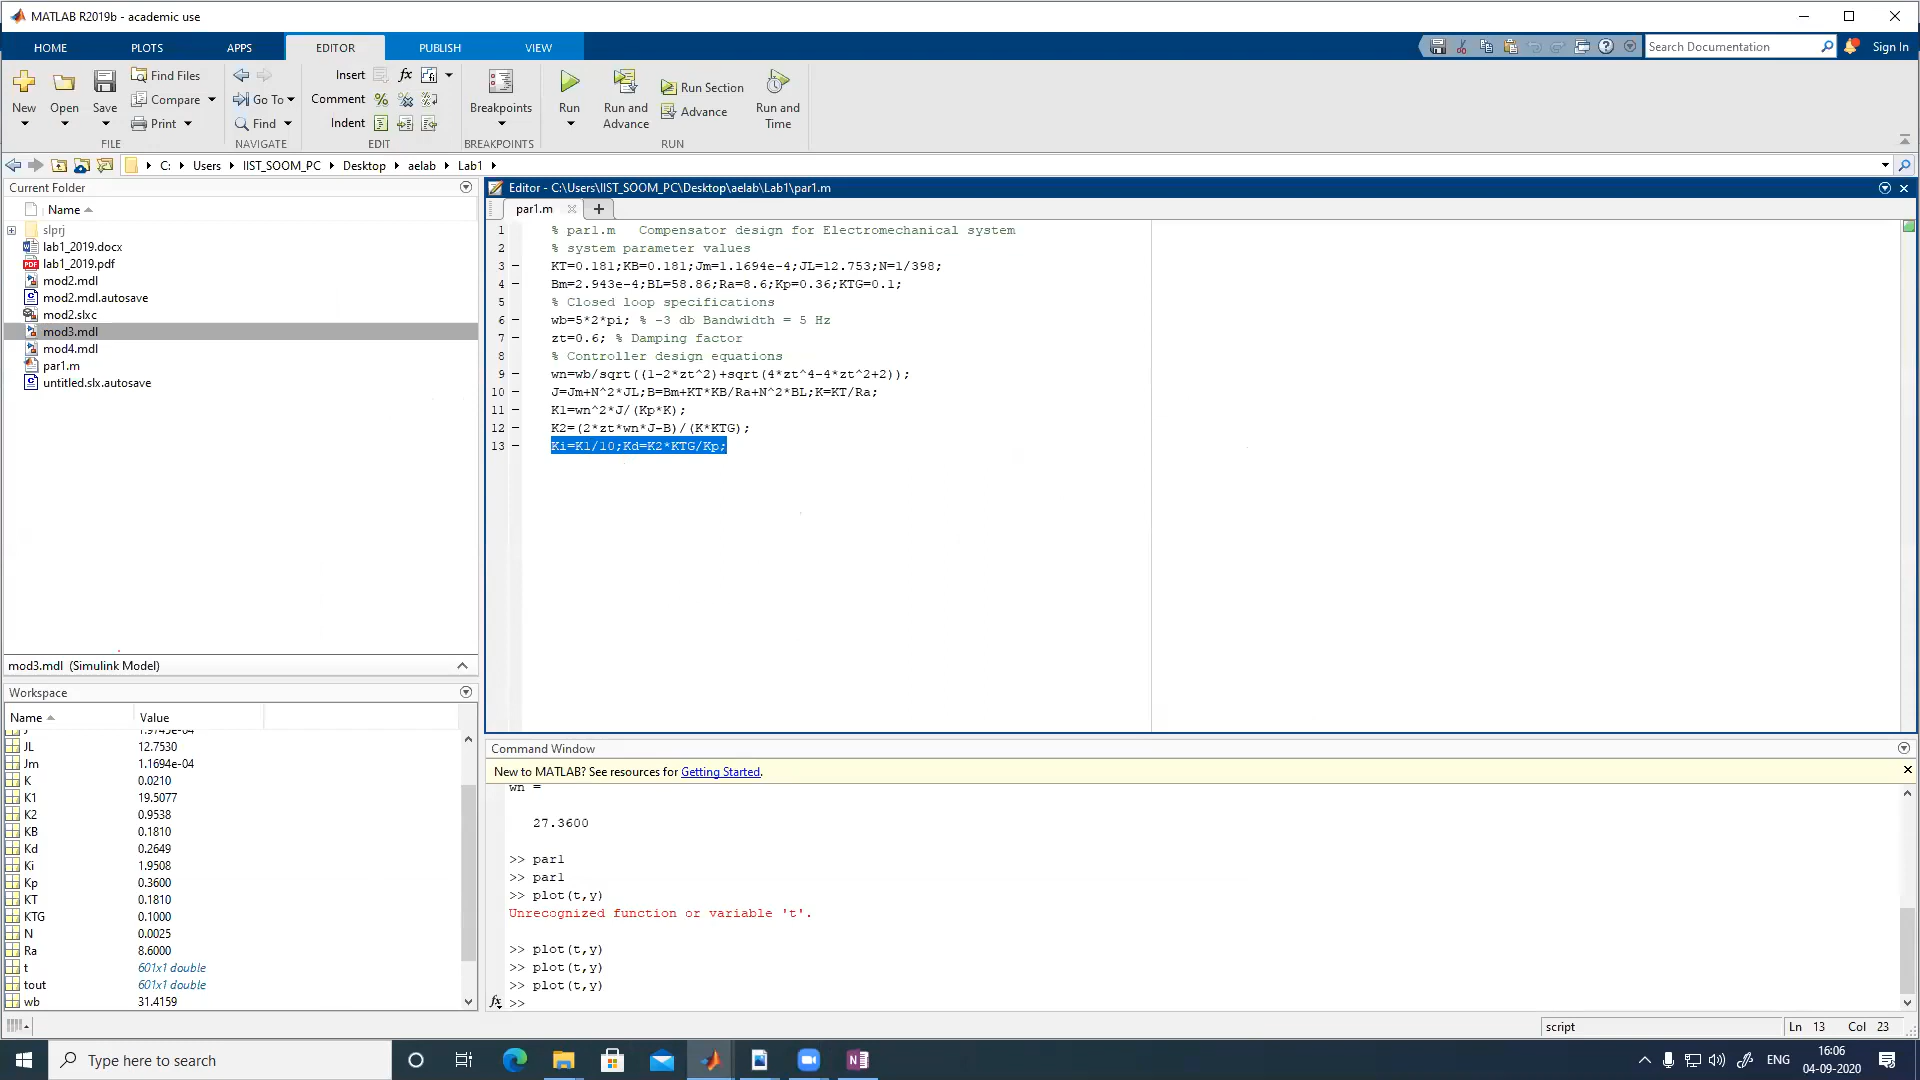 MATLAB R2019b - academic use
HOME PLOTS APPS EDITOR PUBLISH VIEW
Search Documentation
Sign In
New
Open
Save
Find Files
Compare
Print
FILE
Go To
Find
NAVIGATE
Insert
Comment
Indent
fx
EDIT
Breakpoints
BREAKPOINTS
Run
Run and Advance
Run Section
Advance
Run and Time
RUN
C: Users IIST_SOOM_PC Desktop aelab Lab1
Current Folder
Name
slprj
lab1_2019.docx
lab1_2019.pdf
mod2.mdl
mod2.mdl.autosave
mod2.slxc
mod3.mdl
mod4.mdl
par1.m
untitled.slx.autosave
mod3.mdl (Simulink Model)
Workspace
Name Value
J 1.9745e-04
JL 12.7530
Jm 1.1694e-04
K 0.0210
K1 19.5077
K2 0.9538
KB 0.1810
Kd 0.2649
Ki 1.9508
Kp 0.3600
KT 0.1810
KTG 0.1000
N 0.0025
Ra 8.6000
t 601x1 double
tout 601x1 double
wb 31.4159
Editor - C:\Users\IIST_SOOM_PC\Desktop\aelab\Lab1\par1.m
par1.m
1 % par1.m Compensator design for Electromechanical system
2 % system parameter values
3 KT=0.181;KB=0.181;Jm=1.1694e-4;JL=12.753;N=1/398;
4 Bm=2.943e-4;BL=58.86;Ra=8.6;Kp=0.36;KTG=0.1;
5 % Closed loop specifications
6 wb=5*2*pi; % -3 db Bandwidth = 5 Hz
7 zt=0.6; % Damping factor
8 % Controller design equations
9 wn=wb/sqrt((1-2*zt^2)+sqrt(4*zt^4-4*zt^2+2));
10 J=Jm+N^2*JL;B=Bm+KT*KB/Ra+N^2*BL;K=KT/Ra;
11 K1=wn^2*J/(Kp*K);
12 K2=(2*zt*wn*J-B)/(K*KTG);
13 Ki=K1/10;Kd=K2*KTG/Kp;
Command Window
New to MATLAB? See resources for Getting Started.
wn =
27.3600
>> par1
>> par1
>> plot(t,y)
Unrecognized function or variable 't'.
>> plot(t,y)
>> plot(t,y)
>> plot(t,y)
fx >>
script
Ln 13 Col 23
Type here to search
ENG
16:06
04-09-2020